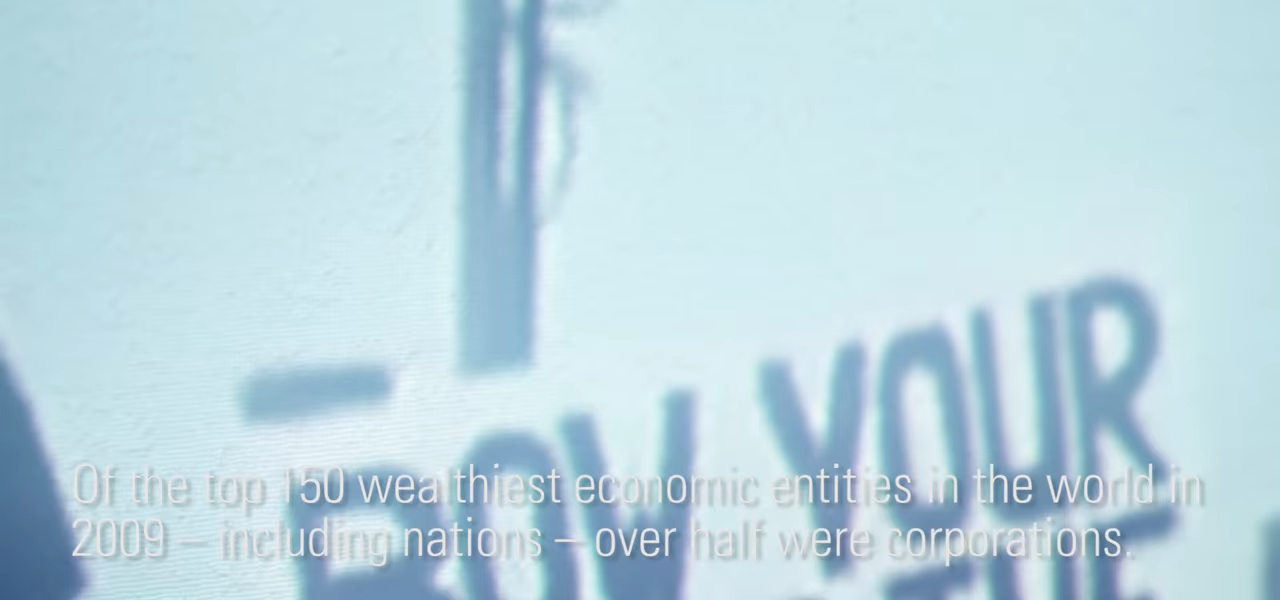 YOUR
Of the top 150 wealthiest economic entities in the world in
2009 – including nations – over half were corporations.